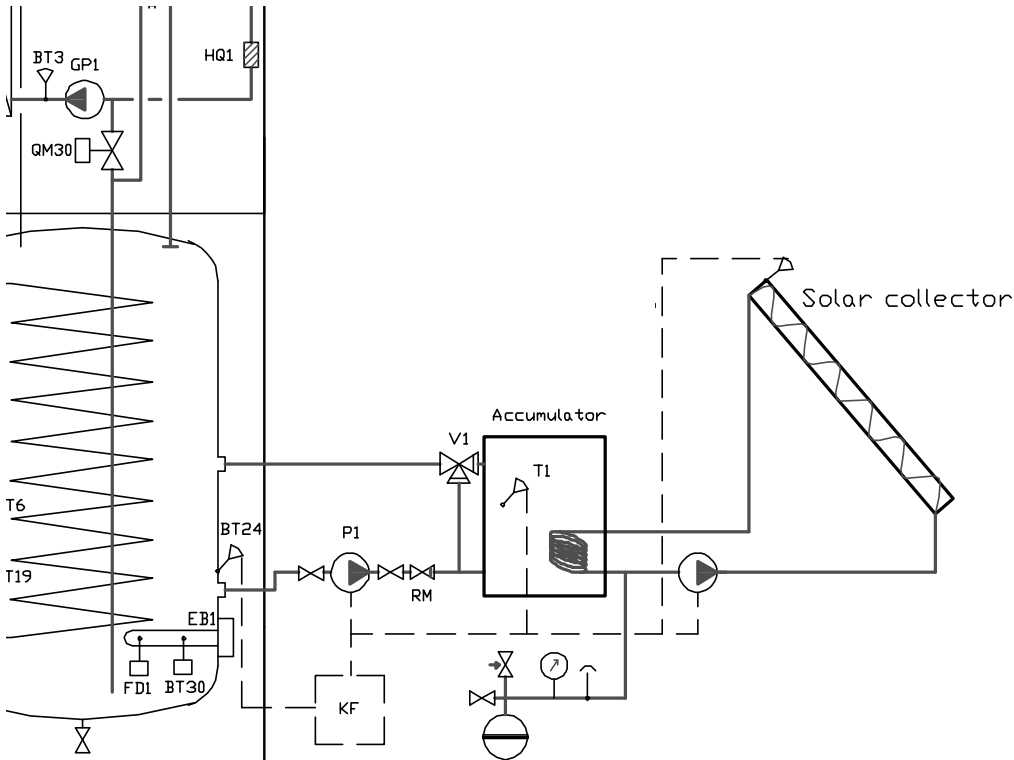 BT3
GP1
HQ1
QM30
Solar collector
Accumulator
V1
T1
T6
BT24
P1
T19
RM
EB1
FD1
BT30
KF